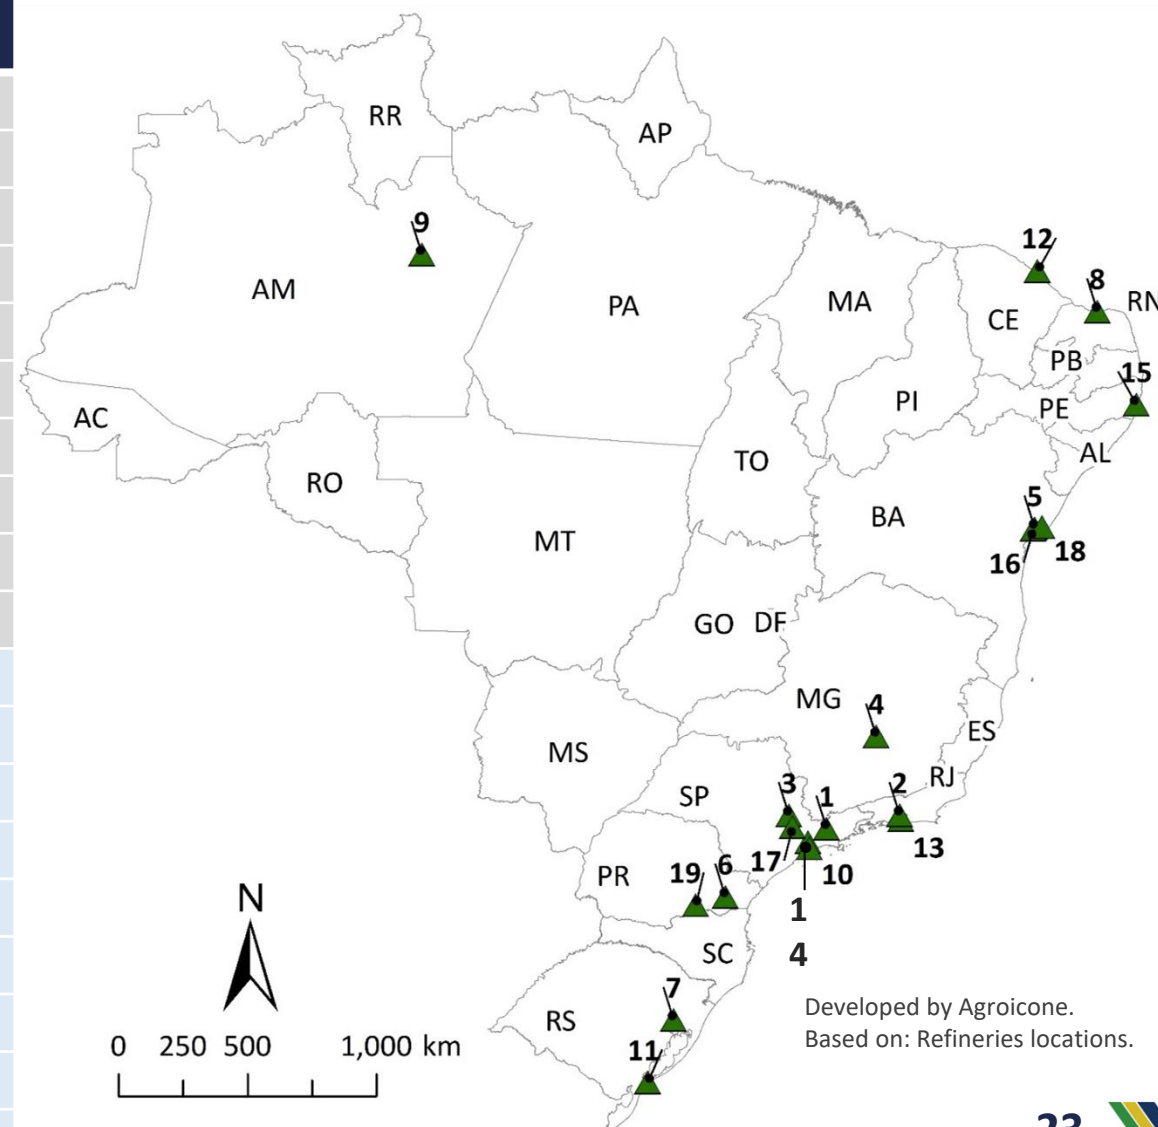 RR
AP
9
12
AM
8
RN
PA
MA
CE
PB
15
AC
PI
PE
AL
TO
RO
5
BA
MT
16
18
GO
DF
MG
4
ES
MS
RJ
3
2
SP
1
13
17
10
PR
19
6
1
4
N
SC
7
RS
Developed by Agroicone.
Based on: Refineries locations.
0 250 500 1,000 km
11
23